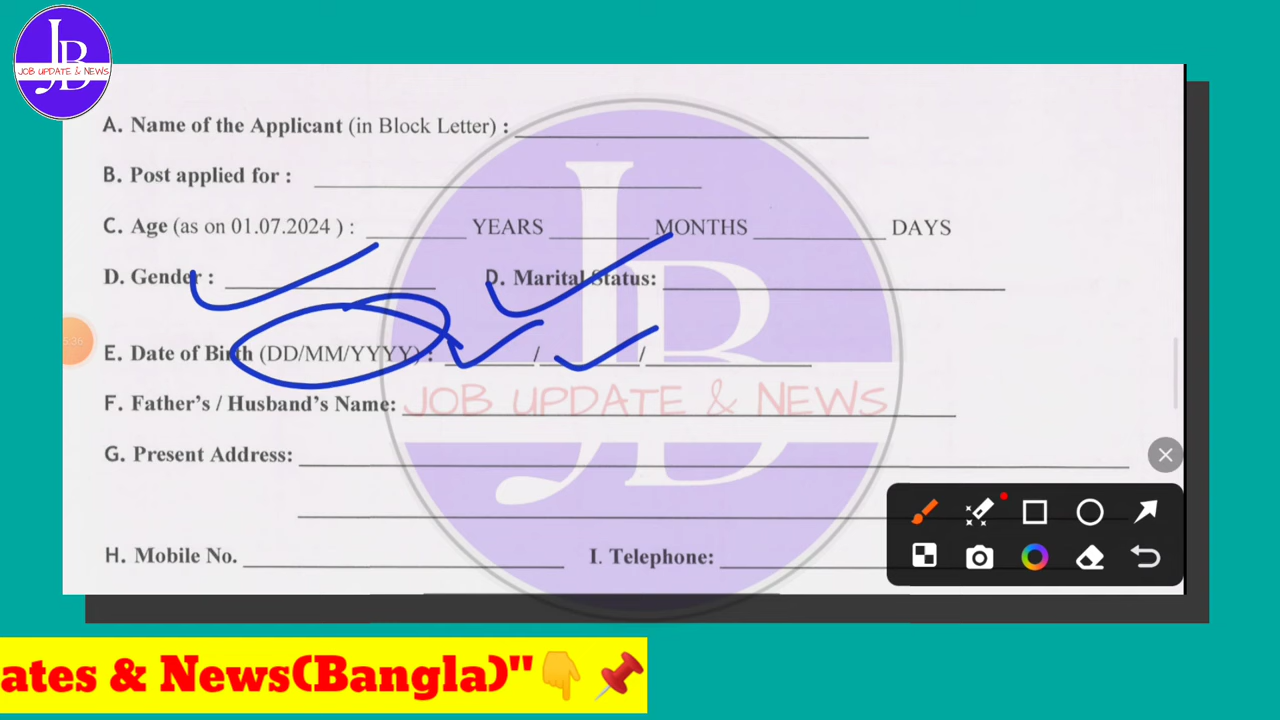 JB
JOB UPDATE & NEWS
A. Name of the Applicant (in Block Letter) :
B. Post applied for :
C. Age (as on 01.07.2024 ) : YEARS MONTHS DAYS
D. Gender : D. Marital Status:
E. Date of Birth (DD/MM/YYYY) : / /
F. Father's / Husband's Name:
JOB UPDATE & NEWS
G. Present Address:
H. Mobile No. I. Telephone:
ates & News(Bangla)"👇📌